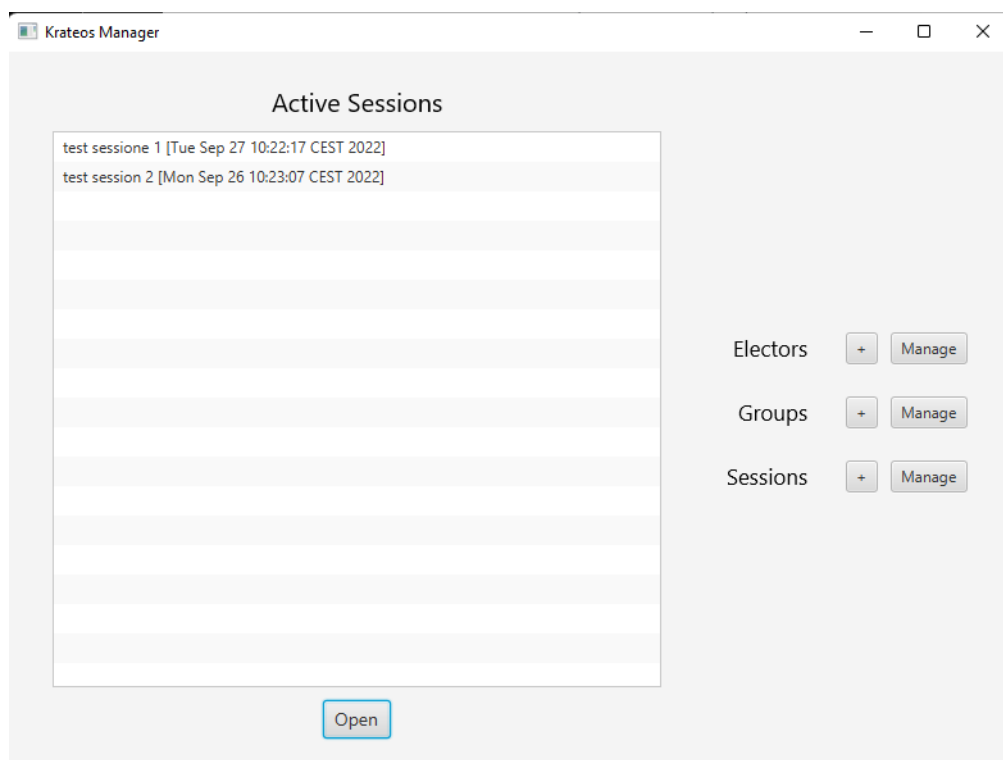 Krateos Manager
Active Sessions
test sessione 1 [Tue Sep 27 10:22:17 CEST 2022]
test session 2 [Mon Sep 26 10:23:07 CEST 2022]
Electors + Manage
Groups + Manage
Sessions + Manage
Open